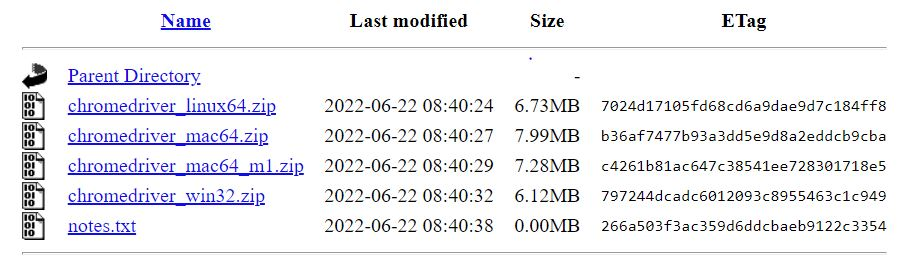 Name Last modified Size ETag
Parent Directory -
chromedriver_linux64.zip 2022-06-22 08:40:24 6.73MB 7024d17105fd68cd6a9dae9d7c184ff8
chromedriver_mac64.zip 2022-06-22 08:40:27 7.99MB b36af7477b93a3dd5e9d8a2eddcb9cba
chromedriver_mac64_m1.zip 2022-06-22 08:40:29 7.28MB c4261b81ac647c38541ee728301718e5
chromedriver_win32.zip 2022-06-22 08:40:32 6.12MB 797244dcadc6012093c8955463c1c949
notes.txt 2022-06-22 08:40:38 0.00MB 266a503f3ac359d6ddcbaeb9122c3354